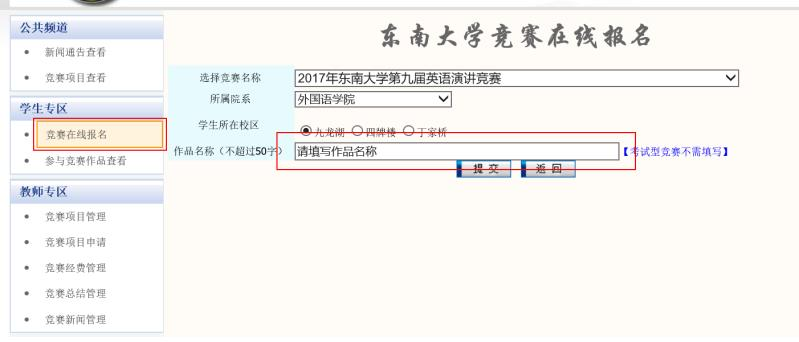 公共频道
新闻通告查看
竞赛项目查看
学生专区
竞赛在线报名
参与竞赛作品查看
教师专区
竞赛项目管理
竞赛项目申请
竞赛经费管理
竞赛总结管理
竞赛新闻管理
东南大学竞赛在线报名
选择竞赛名称 2017年东南大学第九届英语演讲竞赛
所属院系 外国语学院
学生所在校区 九龙湖 四牌楼 丁家桥
作品名称（不超过50字） 请填写作品名称 【考试型竞赛不需填写】
提 交 返 回